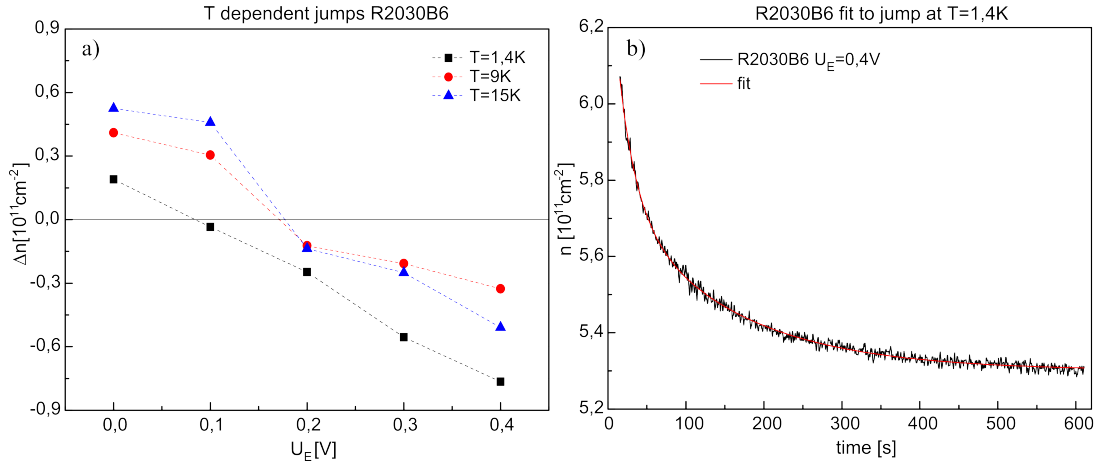 T dependent jumps R2030B6
a)
T=1,4K
T=9K
T=15K
0,9
0,6
0,3
0,0
-0,3
-0,6
-0,9
Δn[10¹¹cm⁻²]
0,0 0,1 0,2 0,3 0,4
U_E[V]
R2030B6 fit to jump at T=1,4K
b)
R2030B6 U_E=0,4V
fit
6,2
6,0
5,8
5,6
5,4
5,2
n [10¹¹cm⁻²]
0 100 200 300 400 500 600
time [s]